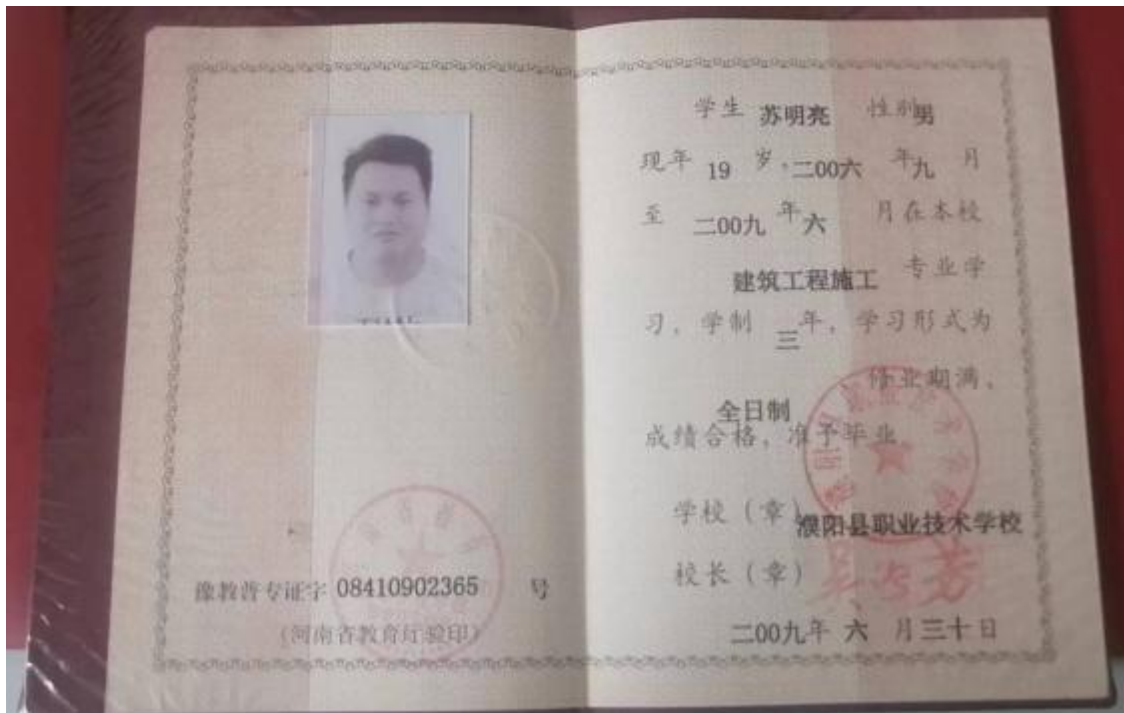 豫教普专证字 08410902365 号
(河南省教育厅验印)
学生 苏明亮 性别男
现年 19 岁,二00六 年九 月
至 二00九 年六 月在本校
建筑工程施工 专业学
习,学制 三年,学习形式为
全日制 修业期满,
成绩合格,准予毕业
学校(章)濮阳县职业技术学校
校长(章)
二00九年 六 月三十日